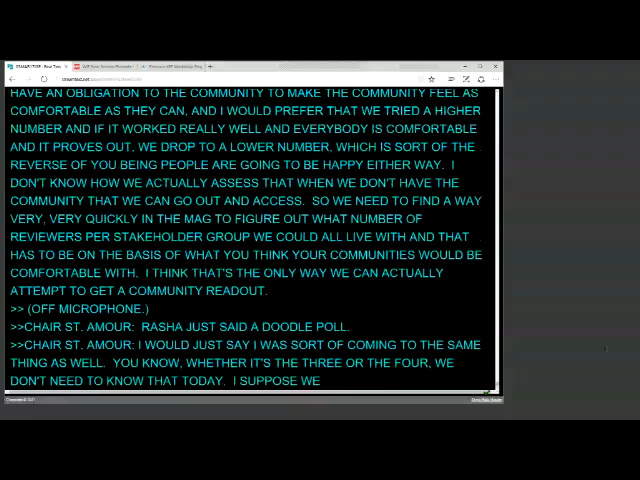 HAVE AN OBLIGATION TO THE COMMUNITY TO MAKE THE COMMUNITY FEEL AS
COMFORTABLE AS THEY CAN, AND I WOULD PREFER THAT WE TRIED A HIGHER
NUMBER AND IF IT WORKED REALLY WELL AND EVERYBODY IS COMFORTABLE
AND IT PROVES OUT, WE DROP TO A LOWER NUMBER, WHICH IS SORT OF THE
REVERSE OF YOU BEING PEOPLE ARE GOING TO BE HAPPY EITHER WAY.  I
DON'T KNOW HOW WE ACTUALLY ASSESS THAT WHEN WE DON'T HAVE THE
COMMUNITY THAT WE CAN GO OUT AND ACCESS.  SO WE NEED TO FIND A WAY
VERY, VERY QUICKLY IN THE MAG TO FIGURE OUT WHAT NUMBER OF
REVIEWERS PER STAKEHOLDER GROUP WE COULD ALL LIVE WITH AND THAT
HAS TO BE ON THE BASIS OF WHAT YOU THINK YOUR COMMUNITIES WOULD BE
COMFORTABLE WITH.  I THINK THAT'S THE ONLY WAY WE CAN ACTUALLY
ATTEMPT TO GET A COMMUNITY READOUT.
>> (OFF MICROPHONE.)
>>CHAIR ST. AMOUR:  RASHA JUST SAID A DOODLE POLL.
>>CHAIR ST. AMOUR: I WOULD JUST SAY I WAS SORT OF COMING TO THE SAME
THING AS WELL.  YOU KNOW, WHETHER IT'S THE THREE OR THE FOUR, WE
DON'T NEED TO KNOW THAT TODAY.  I SUPPOSE WE